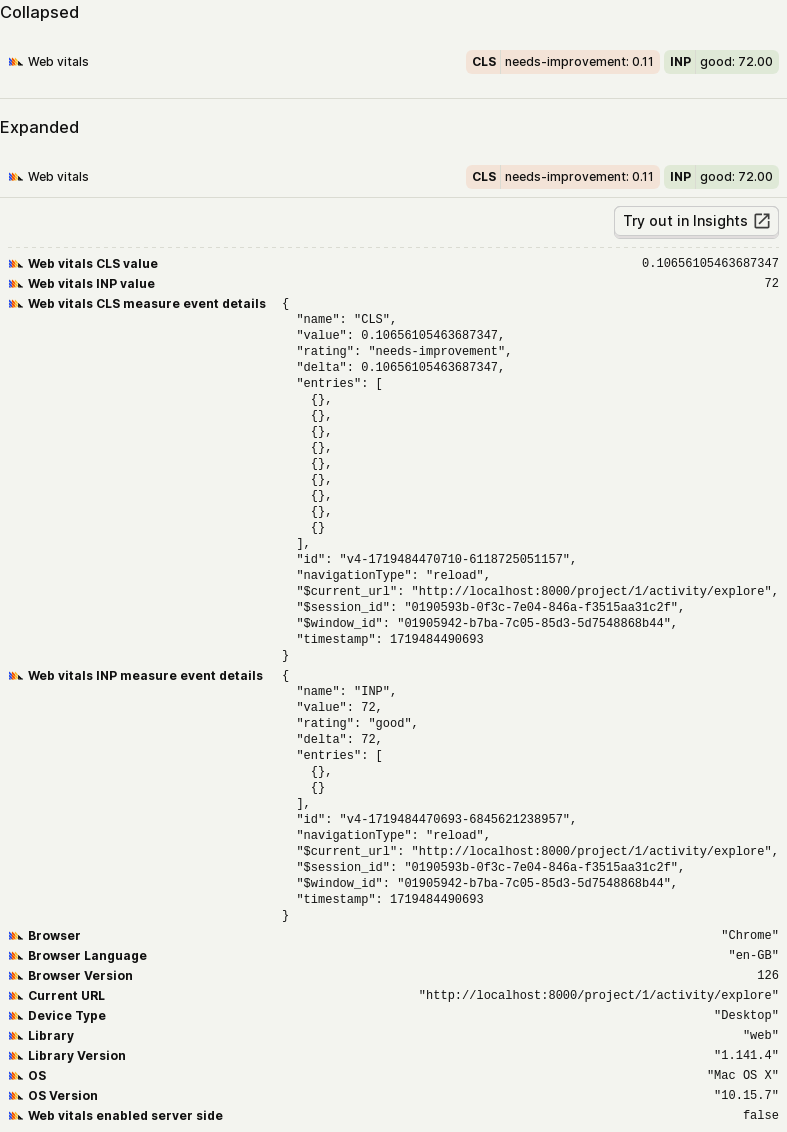 Collapsed
Web vitals CLS needs-improvement: 0.11 INP good: 72.00
Expanded
Web vitals CLS needs-improvement: 0.11 INP good: 72.00
Try out in Insights
Web vitals CLS value 0.10656105463687347
Web vitals INP value 72
Web vitals CLS measure event details {
"name": "CLS",
"value": 0.10656105463687347,
"rating": "needs-improvement",
"delta": 0.10656105463687347,
"entries": [
{},
{},
{},
{},
{},
{},
{},
{},
{}
],
"id": "v4-1719484470710-6118725051157",
"navigationType": "reload",
"$current_url": "http://localhost:8000/project/1/activity/explore",
"$session_id": "0190593b-0f3c-7e04-846a-f3515aa31c2f",
"$window_id": "01905942-b7ba-7c05-85d3-5d7548868b44",
"timestamp": 1719484490693
}
Web vitals INP measure event details {
"name": "INP",
"value": 72,
"rating": "good",
"delta": 72,
"entries": [
{},
{}
],
"id": "v4-1719484470693-6845621238957",
"navigationType": "reload",
"$current_url": "http://localhost:8000/project/1/activity/explore",
"$session_id": "0190593b-0f3c-7e04-846a-f3515aa31c2f",
"$window_id": "01905942-b7ba-7c05-85d3-5d7548868b44",
"timestamp": 1719484490693
}
Browser "Chrome"
Browser Language "en-GB"
Browser Version 126
Current URL "http://localhost:8000/project/1/activity/explore"
Device Type "Desktop"
Library "web"
Library Version "1.141.4"
OS "Mac OS X"
OS Version "10.15.7"
Web vitals enabled server side false